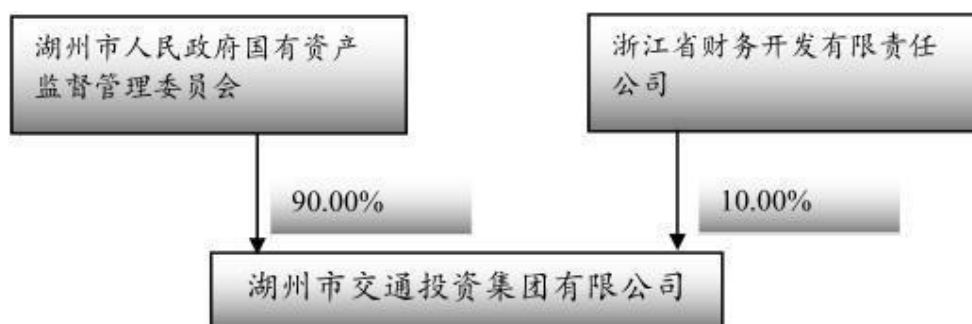 湖州市人民政府国有资产
监督管理委员会
浙江省财务开发有限责任
公司
90.00%
10.00%
湖州市交通投资集团有限公司